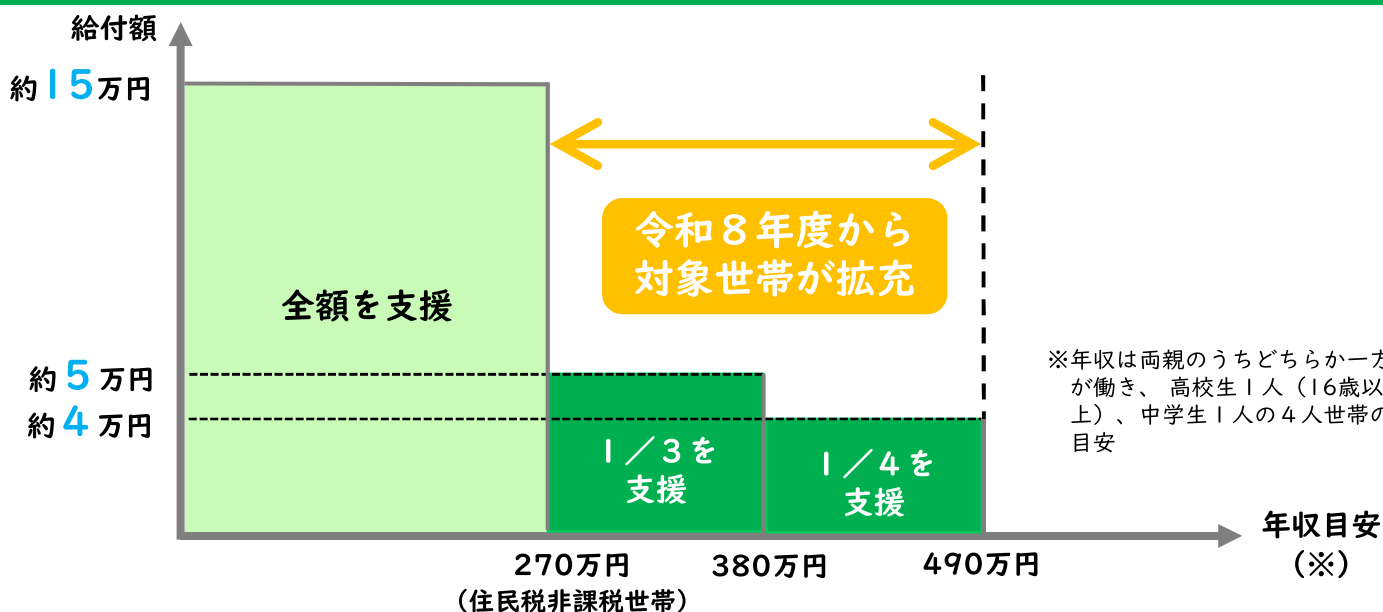 給付額
約15万円
令和8年度から
対象世帯が拡充
全額を支援
約5万円
約4万円
1/3を
支援
1/4を
支援
※年収は両親のうちどちらか一方
が働き、高校生1人(16歳以
上)、中学生1人の4人世帯の
目安
年収目安
(※)
270万円
380万円
490万円
(住民税非課税世帯)